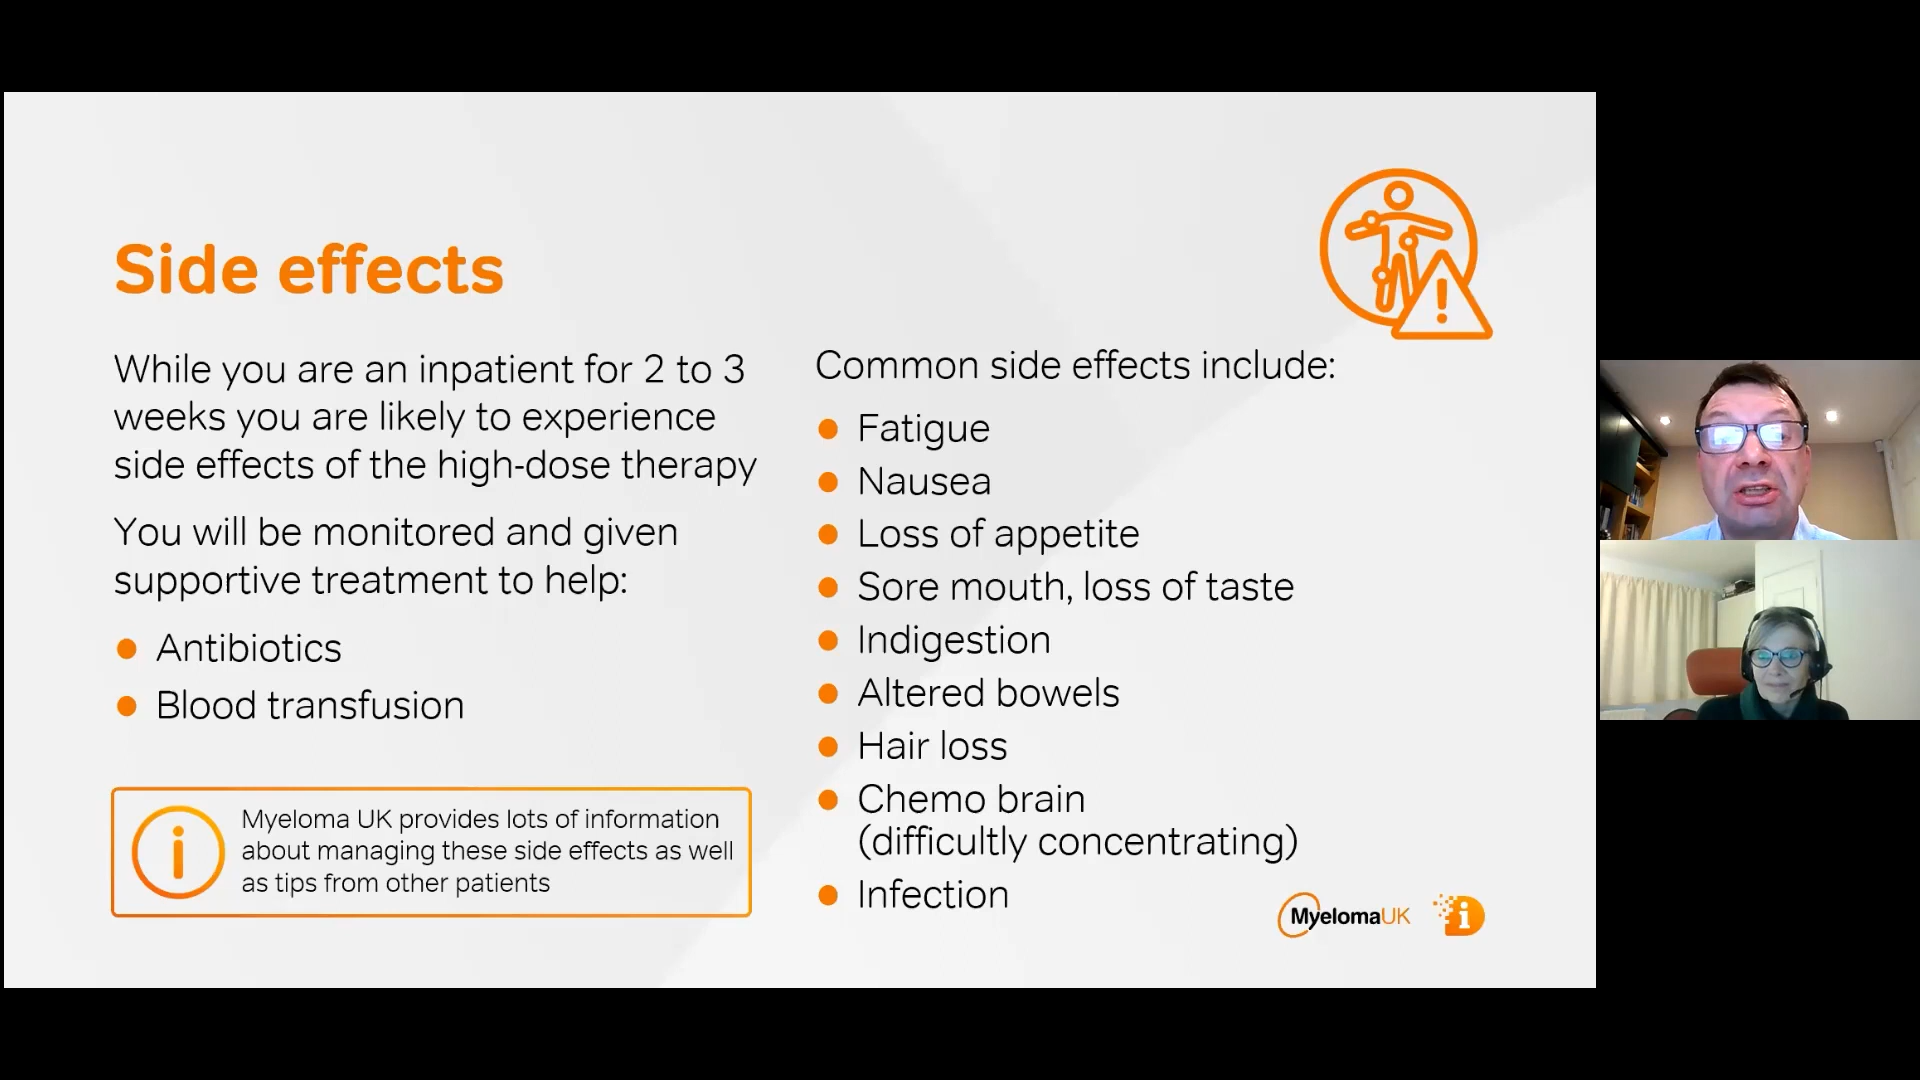 Side effects
While you are an inpatient for 2 to 3
weeks you are likely to experience
side effects of the high-dose therapy
You will be monitored and given
supportive treatment to help:
Antibiotics
Blood transfusion
Myeloma UK provides lots of information
about managing these side effects as well
as tips from other patients
Common side effects include:
Fatigue
Nausea
Loss of appetite
Sore mouth, loss of taste
Indigestion
Altered bowels
Hair loss
Chemo brain
(difficultly concentrating)
Infection
MyelomaUK